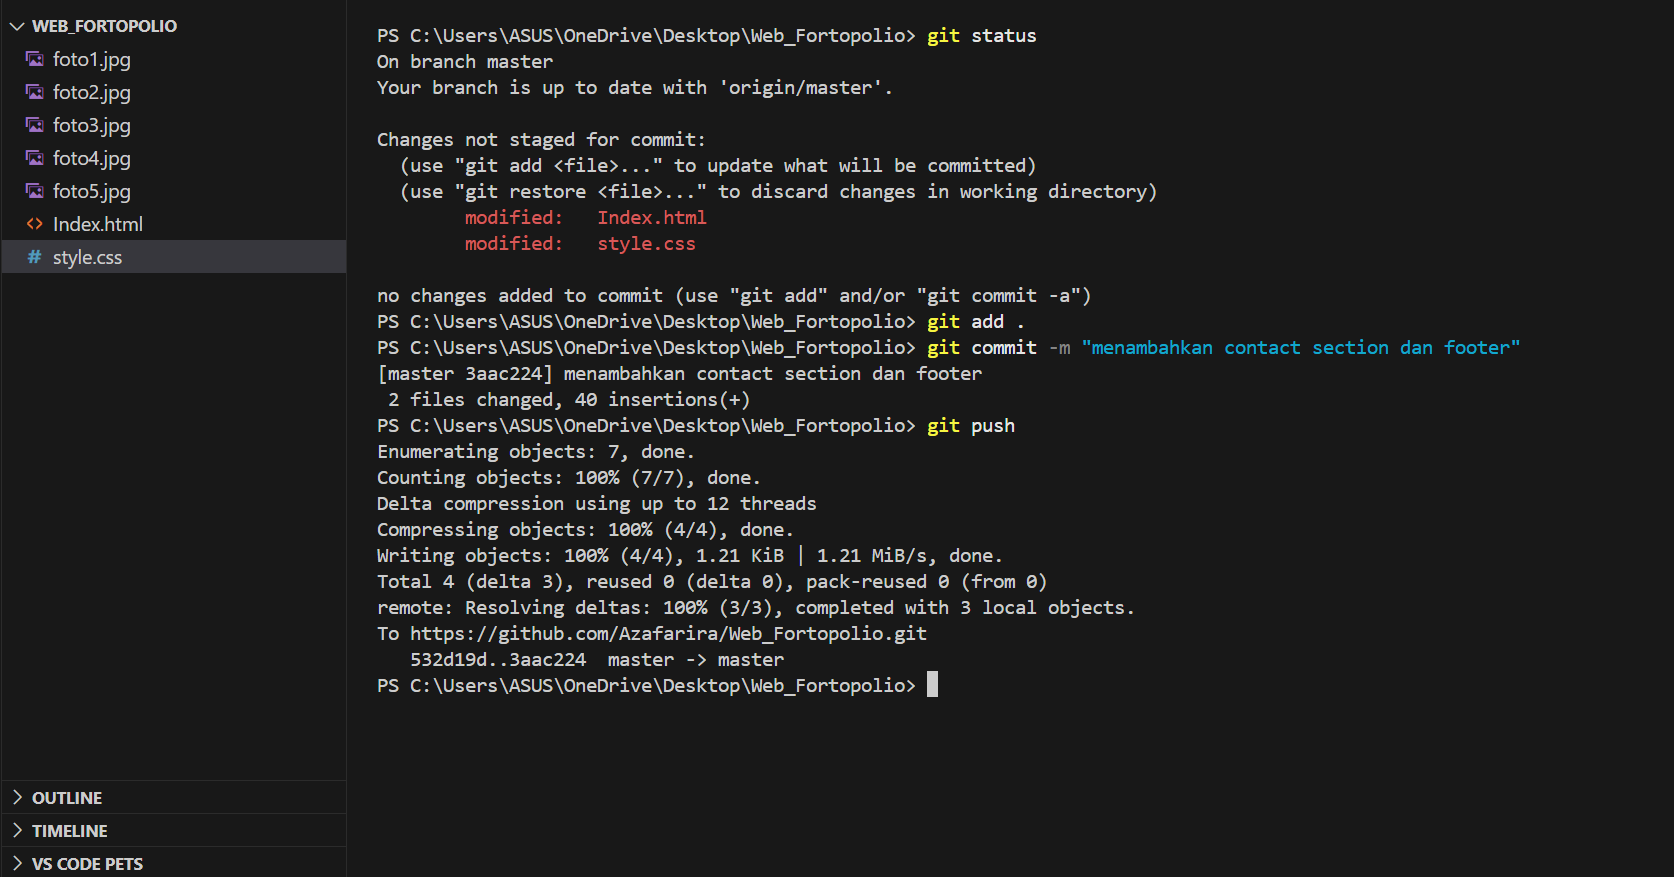 WEB_FORTOPOLIO
foto1.jpg
foto2.jpg
foto3.jpg
foto4.jpg
foto5.jpg
Index.html
style.css
OUTLINE
TIMELINE
VS CODE PETS
PS C:\Users\ASUS\OneDrive\Desktop\Web_Fortopolio> git status
On branch master
Your branch is up to date with 'origin/master'.
Changes not staged for commit:
(use "git add <file>..." to update what will be committed)
(use "git restore <file>..." to discard changes in working directory)
modified: Index.html
modified: style.css
no changes added to commit (use "git add" and/or "git commit -a")
PS C:\Users\ASUS\OneDrive\Desktop\Web_Fortopolio> git add .
PS C:\Users\ASUS\OneDrive\Desktop\Web_Fortopolio> git commit -m "menambahkan contact section dan footer"
[master 3aac224] menambahkan contact section dan footer
2 files changed, 40 insertions(+)
PS C:\Users\ASUS\OneDrive\Desktop\Web_Fortopolio> git push
Enumerating objects: 7, done.
Counting objects: 100% (7/7), done.
Delta compression using up to 12 threads
Compressing objects: 100% (4/4), done.
Writing objects: 100% (4/4), 1.21 KiB | 1.21 MiB/s, done.
Total 4 (delta 3), reused 0 (delta 0), pack-reused 0 (from 0)
remote: Resolving deltas: 100% (3/3), completed with 3 local objects.
To https://github.com/Azafarira/Web_Fortopolio.git
532d19d..3aac224 master -> master
PS C:\Users\ASUS\OneDrive\Desktop\Web_Fortopolio>